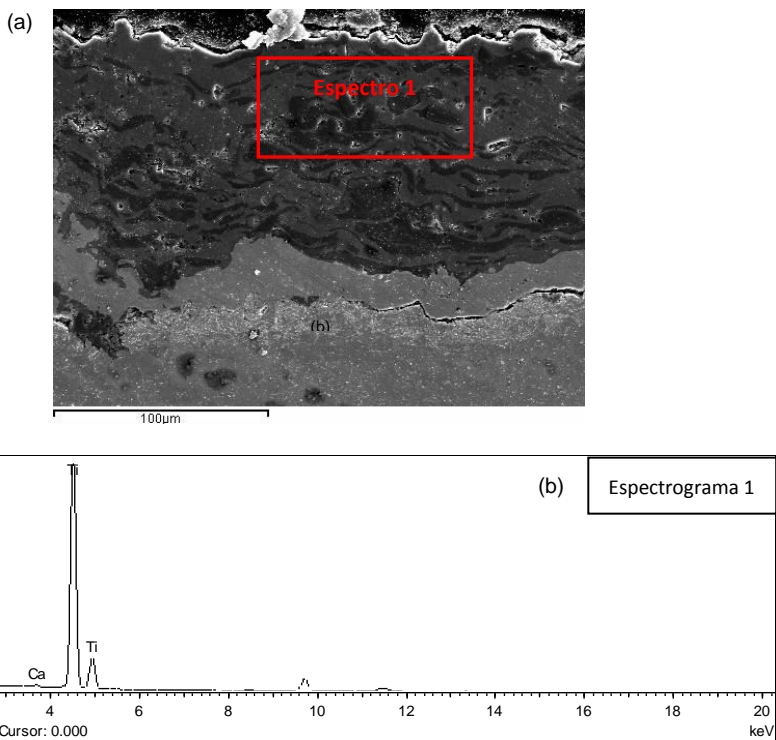 (a)
Espectro 1
(b)
100µm
Ti
(b)
Espectrograma 1
Ti
Ca
4 6 8 10 12 14 16 18 20
Cursor: 0.000
keV